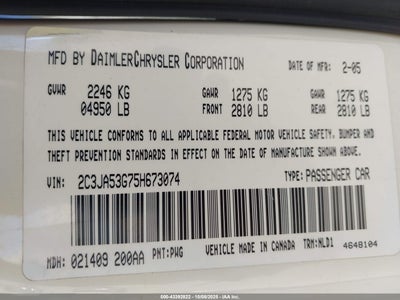 MFD BY DAIMLERCHRYSLER CORPORATION DATE OF MFR: 2-05
GVWR 2246 KG GAWR 1275 KG GAWR 1275 KG
04950 LB FRONT 2810 LB REAR 2810 LB
THIS VEHICLE CONFORMS TO ALL APPLICABLE FEDERAL MOTOR VEHICLE SAFETY, BUMPER AND
THEFT PREVENTION STANDARDS IN EFFECT ON THE DATE OF MANUFACTURE SHOWN ABOVE.
VIN: 2C3JA53G75H673074 TYPE: PASSENGER CAR
MDH: 021409 200AA PNT: PWG VEHICLE MADE IN CANADA TRM: NLD1 4648104